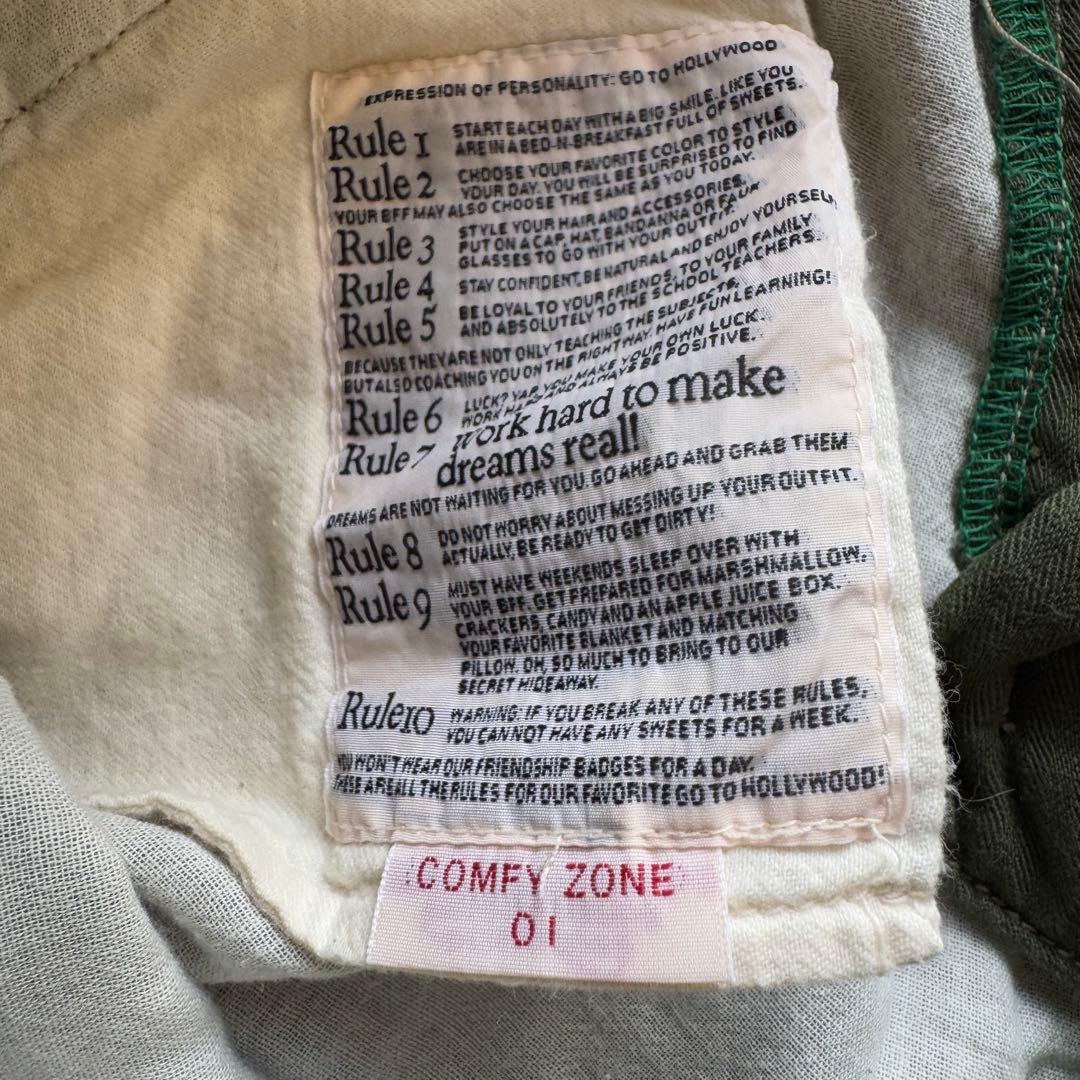 EXPRESSION OF PERSONALITY: GO TO HOLLYWOOD
Rule 1 START EACH DAY WITH A BIG SMILE. LIKE YOU
ARE IN A BED-N-BREAKFAST FULL OF SWEETS.
Rule 2 CHOOSE YOUR FAVORITE COLOR TO STYLE
YOUR DAY. YOU WILL BE SURPRISED TO FIND
YOUR BFF MAY ALSO CHOOSE THE SAME AS YOU TODAY.
Rule 3 STYLE YOUR HAIR AND ACCESSORIES.
PUT ON A CAP, HAT, BANDANNA OR FAUX
GLASSES TO GO WITH YOUR OUTFIT.
Rule 4 STAY CONFIDENT, BE NATURAL AND ENJOY YOURSELF.
Rule 5 BE LOYAL TO YOUR FRIENDS, TO YOUR FAMILY
AND ABSOLUTELY TO THE SCHOOL TEACHERS.
BECAUSE THEY ARE NOT ONLY TEACHING THE SUBJECTS,
BUT ALSO COACHING YOU ON THE RIGHT WAY. HAVE FUN LEARNING!
Rule 6 LUCK? YAP, YOU MAKE YOUR OWN LUCK.
WORK HARD AND ALWAYS BE POSITIVE.
Rule 7 work hard to make
dreams real!
DREAMS ARE NOT WAITING FOR YOU. GO AHEAD AND GRAB THEM
Rule 8 DO NOT WORRY ABOUT MESSING UP YOUR OUTFIT.
ACTUALLY, BE READY TO GET DIRTY!
Rule 9 MUST HAVE WEEKENDS SLEEP OVER WITH
YOUR BFF. GET PREPARED FOR MARSHMALLOW,
CRACKERS, CANDY AND AN APPLE JUICE BOX.
YOUR FAVORITE BLANKET AND MATCHING
PILLOW. OH, SO MUCH TO BRING TO OUR
SECRET HIDEAWAY.
Rule10 WARNING: IF YOU BREAK ANY OF THESE RULES,
YOU CANNOT HAVE ANY SWEETS FOR A WEEK.
YOU WON'T WEAR OUR FRIENDSHIP BADGES FOR A DAY.
THESE ARE ALL THE RULES FOR OUR FAVORITE GO TO HOLLYWOOD!
COMFY ZONE
01